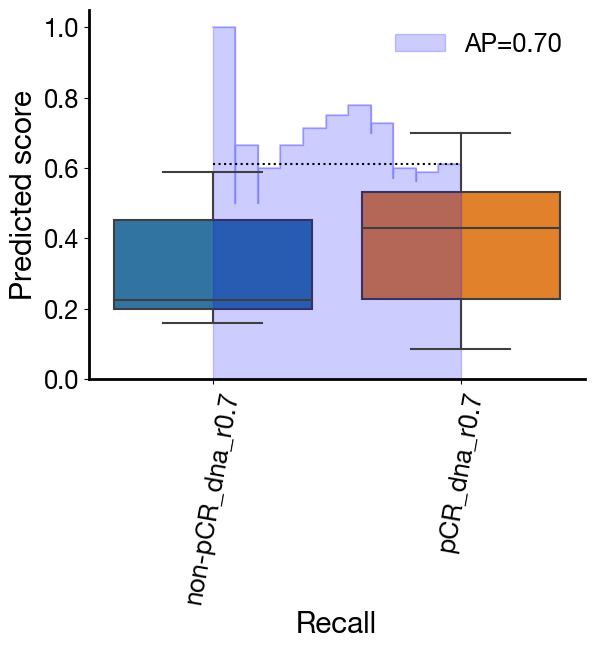 1.0
0.8
0.6
0.4
0.2
0.0
Predicted score
AP=0.70
non-pCR_dna_r0.7
pCR_dna_r0.7
Recall